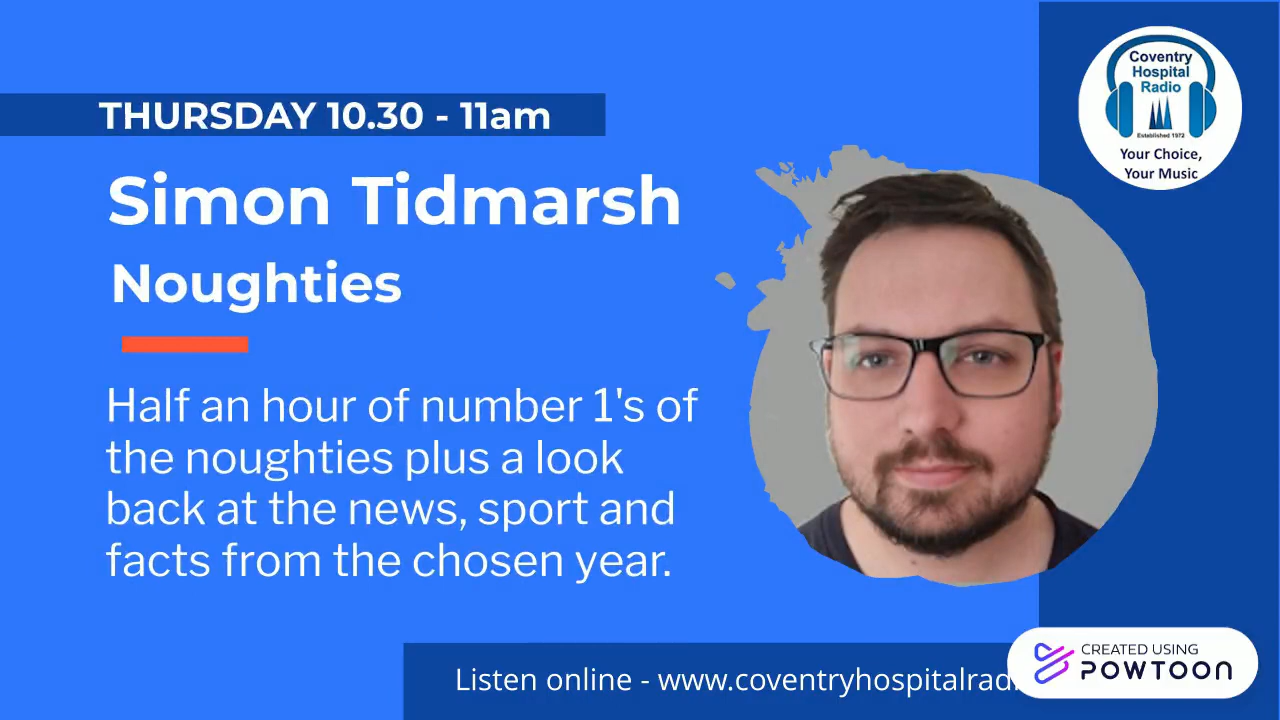 THURSDAY 10.30 - 11am
Simon Tidmarsh
Noughties
Half an hour of number 1's of
the noughties plus a look
back at the news, sport and
facts from the chosen year.
Coventry
Hospital
Radio
Established 1972
Your Choice,
Your Music
Listen online - www.coventryhospitalradi
CREATED USING
POWTOON